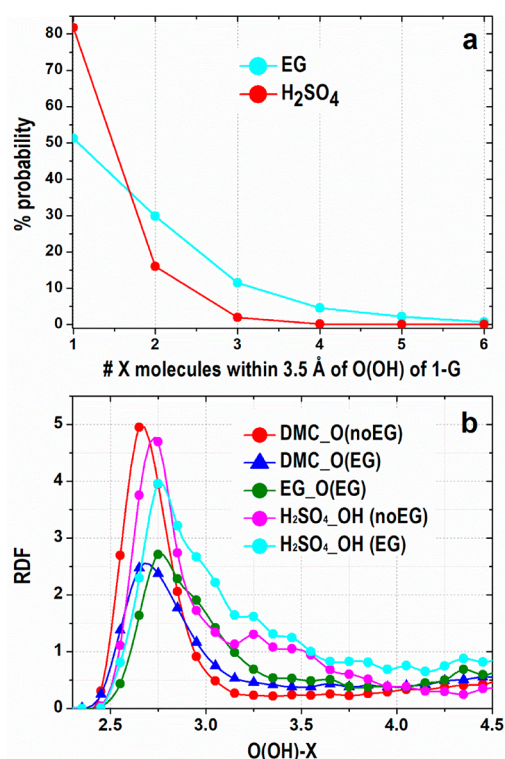 a
EG
H₂SO₄
% probability
80
70
60
50
40
30
20
10
0
1 2 3 4 5 6
# X molecules within 3.5 Å of O(OH) of 1-G
b
DMC_O(noEG)
DMC_O(EG)
EG_O(EG)
H₂SO₄_OH (noEG)
H₂SO₄_OH (EG)
RDF
5
4
3
2
1
0
2.5 3.0 3.5 4.0 4.5
O(OH)-X